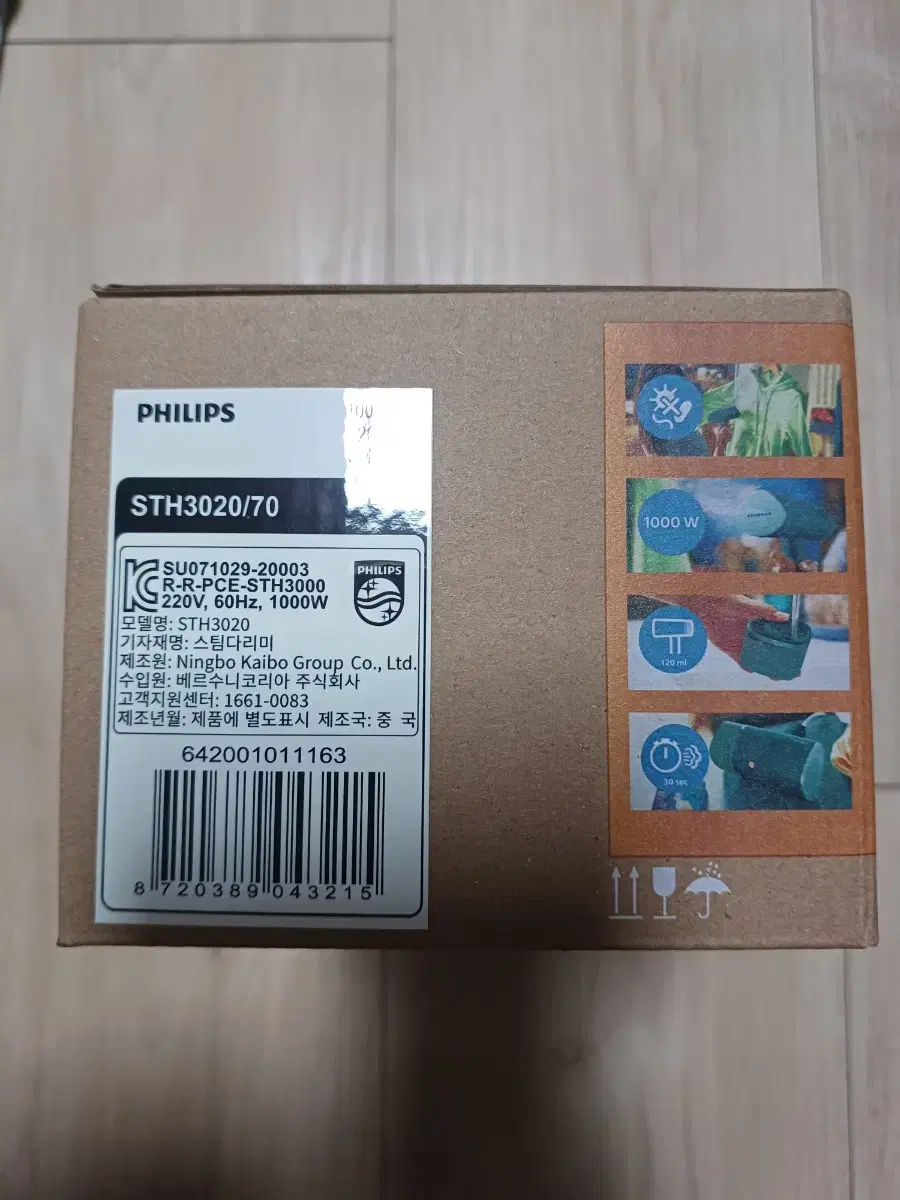 PHILIPS
STH3020/70
SU071029-20003
R-R-PCE-STH3000
220V, 60Hz, 1000W
PHILIPS
모델명: STH3020
기자재명: 스팀다리미
제조원: Ningbo Kaibo Group Co., Ltd.
수입원: 베르수니코리아 주식회사
고객지원센터: 1661-0083
제조년월: 제품에 별도표시 제조국: 중 국
642001011163
8 720389 043215
1000 W
120 ml
30 sec